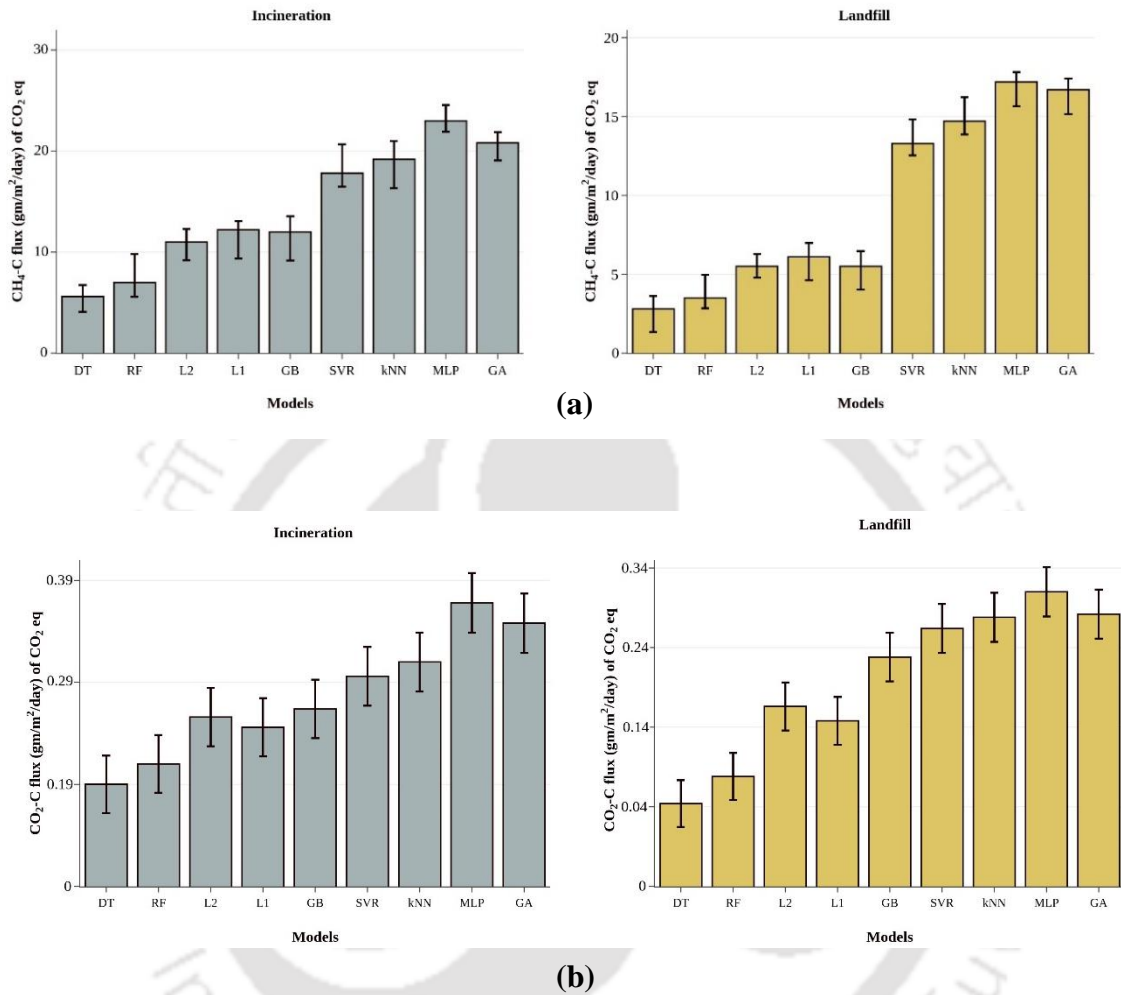 Incineration
30
20
10
0
CH₄-C flux (gm/m²/day) of CO₂ eq
DT RF L2 L1 GB SVR kNN MLP GA
Models
Landfill
20
15
10
5
0
CH₄-C flux (gm/m²/day) of CO₂ eq
DT RF L2 L1 GB SVR kNN MLP GA
Models
(a)
Incineration
0.39
0.29
0.19
0
CO₂-C flux (gm/m²/day) of CO₂ eq
DT RF L2 L1 GB SVR kNN MLP GA
Models
Landfill
0.34
0.24
0.14
0.04
0
CO₂-C flux (gm/m²/day) of CO₂ eq
DT RF L2 L1 GB SVR kNN MLP GA
Models
(b)